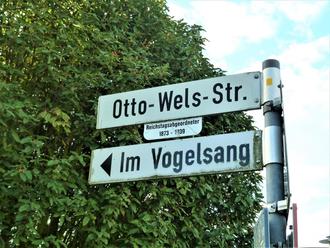 Otto-Wels-Str.
Reichstagsabgeordneter
1873 - 1939
Im Vogelsang